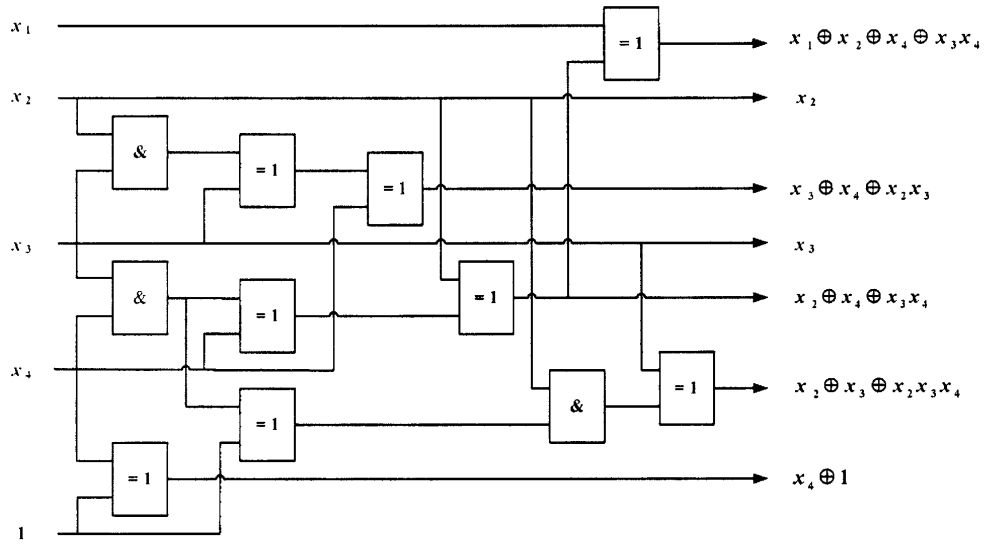 x₁
= 1
x₁ ⊕ x₂ ⊕ x₄ ⊕ x₃x₄
x₂
x₂
&
= 1
= 1
x₃ ⊕ x₄ ⊕ x₂x₃
x₃
x₃
&
= 1
= 1
x₂ ⊕ x₄ ⊕ x₃x₄
x₄
= 1
&
= 1
x₂ ⊕ x₃ ⊕ x₂x₃x₄
= 1
x₄ ⊕ 1
1